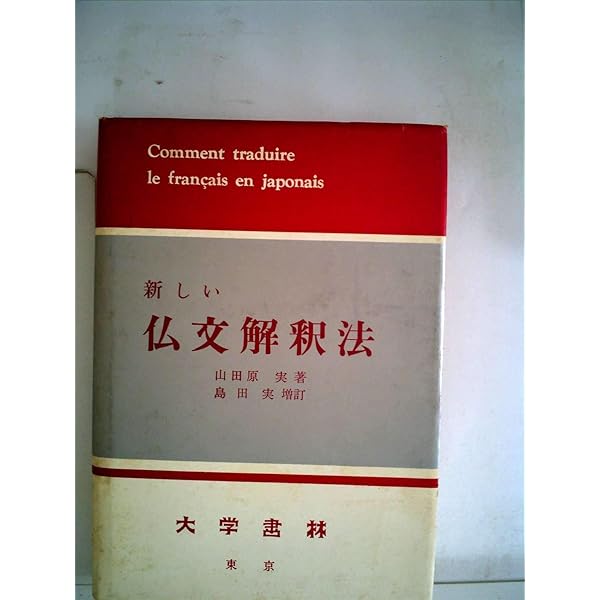 Comment traduire
le français en japonais
新しい
仏文解釈法
山田原 実著
島田 実増訂
大学書林
東京